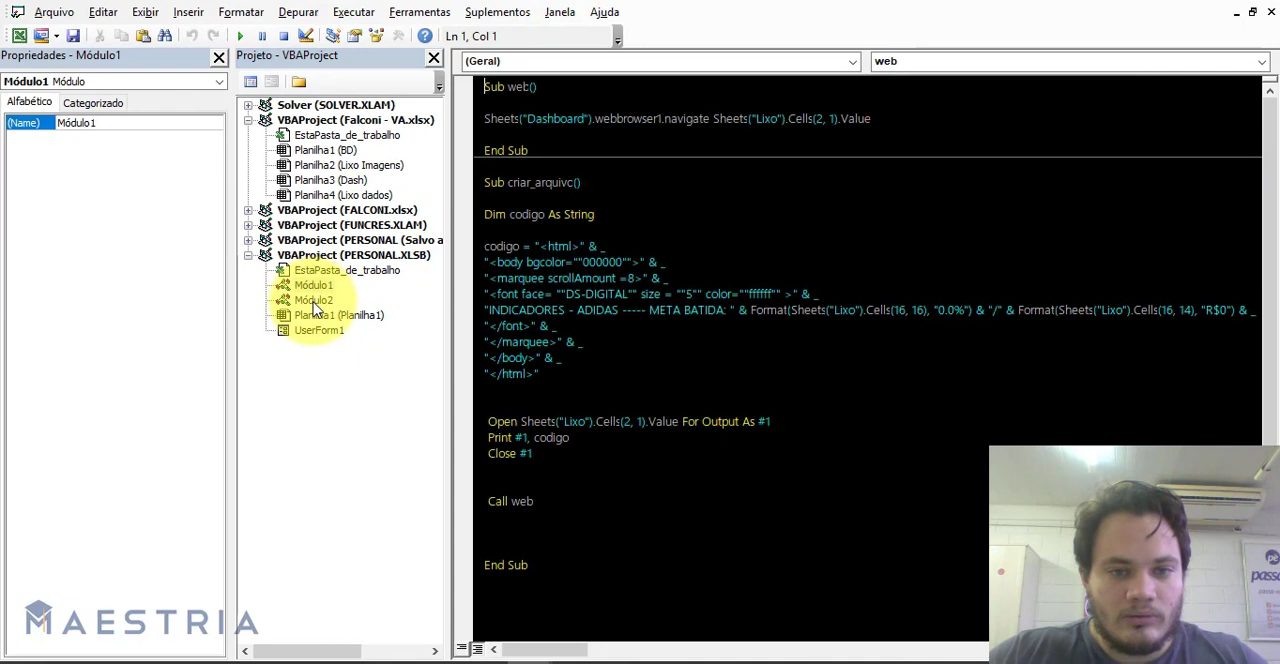 Arquivo Editar Exibir Inserir Formatar Depurar Executar Ferramentas Suplementos Janela Ajuda
Ln 1, Col 1
Propriedades - Módulo1
Módulo1 Módulo
Alfabético Categorizado
(Name) Módulo1
Projeto - VBAProject
Solver (SOLVER.XLAM)
VBAProject (Falconi - VA.xlsx)
EstaPasta_de_trabalho
Planilha1 (BD)
Planilha2 (Lixo Imagens)
Planilha3 (Dash)
Planilha4 (Lixo dados)
VBAProject (FALCONI.xlsx)
VBAProject (FUNCRES.XLAM)
VBAProject (PERSONAL (Salvo a
VBAProject (PERSONAL.XLSB)
EstaPasta_de_trabalho
Módulo1
Módulo2
Planilha1 (Planilha1)
UserForm1
(Geral) web
Sub web()
Sheets("Dashboard").webbrowser1.navigate Sheets("Lixo").Cells(2, 1).Value
End Sub
Sub criar_arquivc()
Dim codigo As String
codigo = "<html>" & _
"<body bgcolor=""000000"">" & _
"<marquee scrollAmount =8>" & _
"<font face= ""DS-DIGITAL"" size = ""5"" color=""ffffff"" >" & _
"INDICADORES - ADIDAS ----- META BATIDA: " & Format(Sheets("Lixo").Cells(16, 16), "0.0%") & "/" & Format(Sheets("Lixo").Cells(16, 14), "R$0") & _
"</font>" & _
"</marquee>" & _
"</body>" & _
"</html>"
Open Sheets("Lixo").Cells(2, 1).Value For Output As #1
Print #1, codigo
Close #1
Call web
End Sub
MAESTRIA